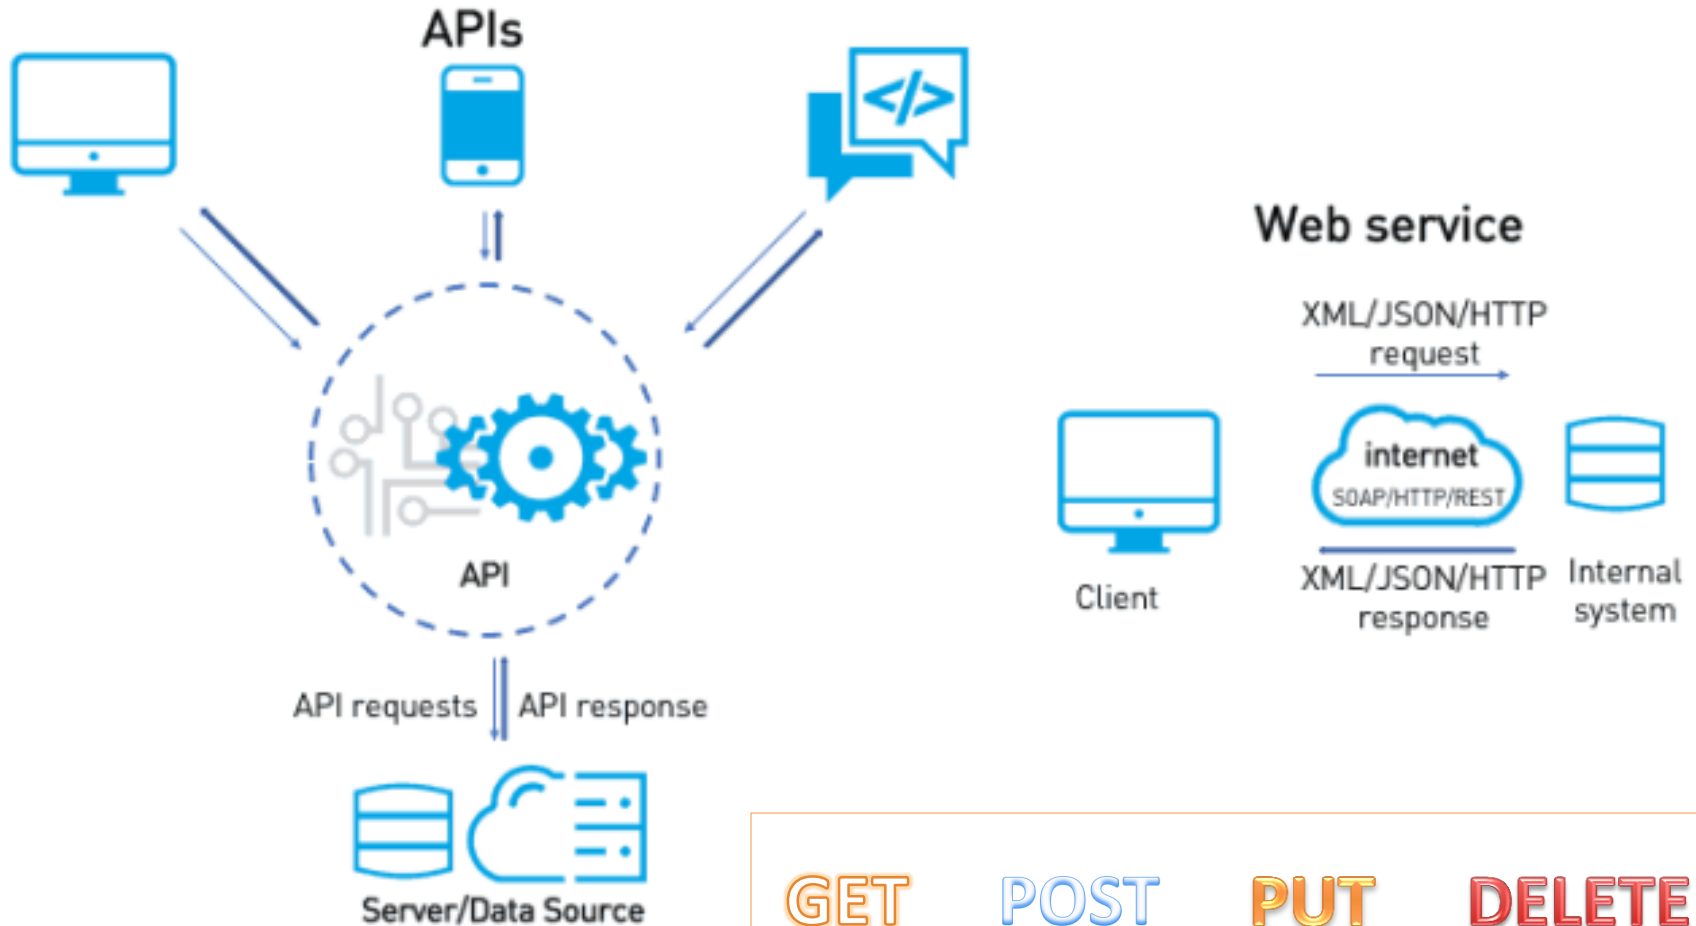 APIs
</>
API
API requests
API response
Server/Data Source
Web service
XML/JSON/HTTP
request
internet
SOAP/HTTP/REST
XML/JSON/HTTP
response
Client
Internal
system
GET POST PUT DELETE